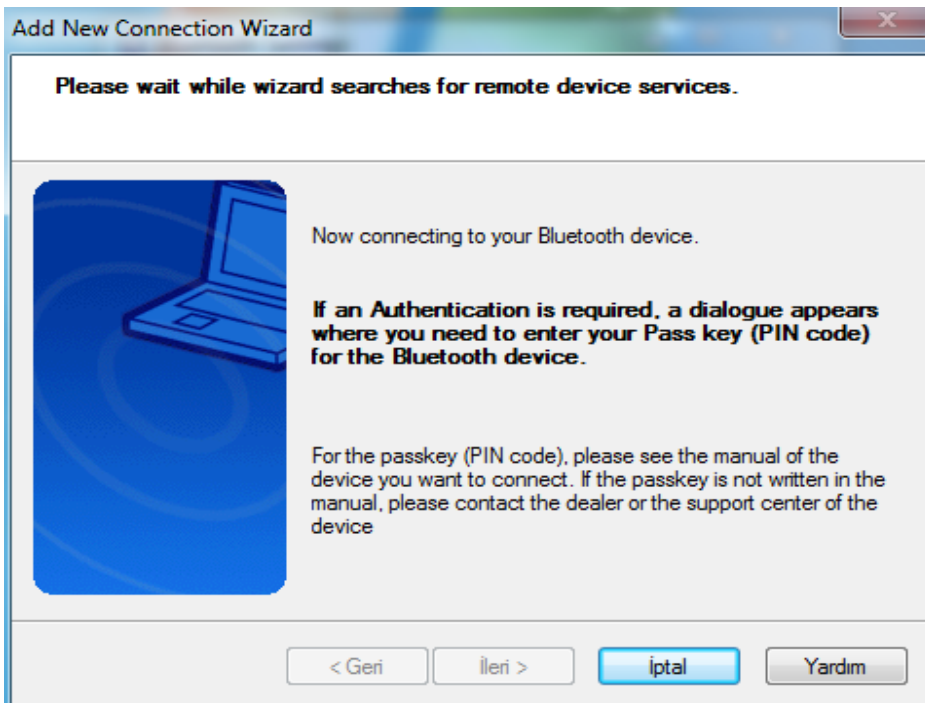 Add New Connection Wizard
Please wait while wizard searches for remote device services.
Now connecting to your Bluetooth device.
If an Authentication is required, a dialogue appears
where you need to enter your Pass key (PIN code)
for the Bluetooth device.
For the passkey (PIN code), please see the manual of the
device you want to connect. If the passkey is not written in the
manual, please contact the dealer or the support center of the
device
< Geri İleri > İptal Yardım